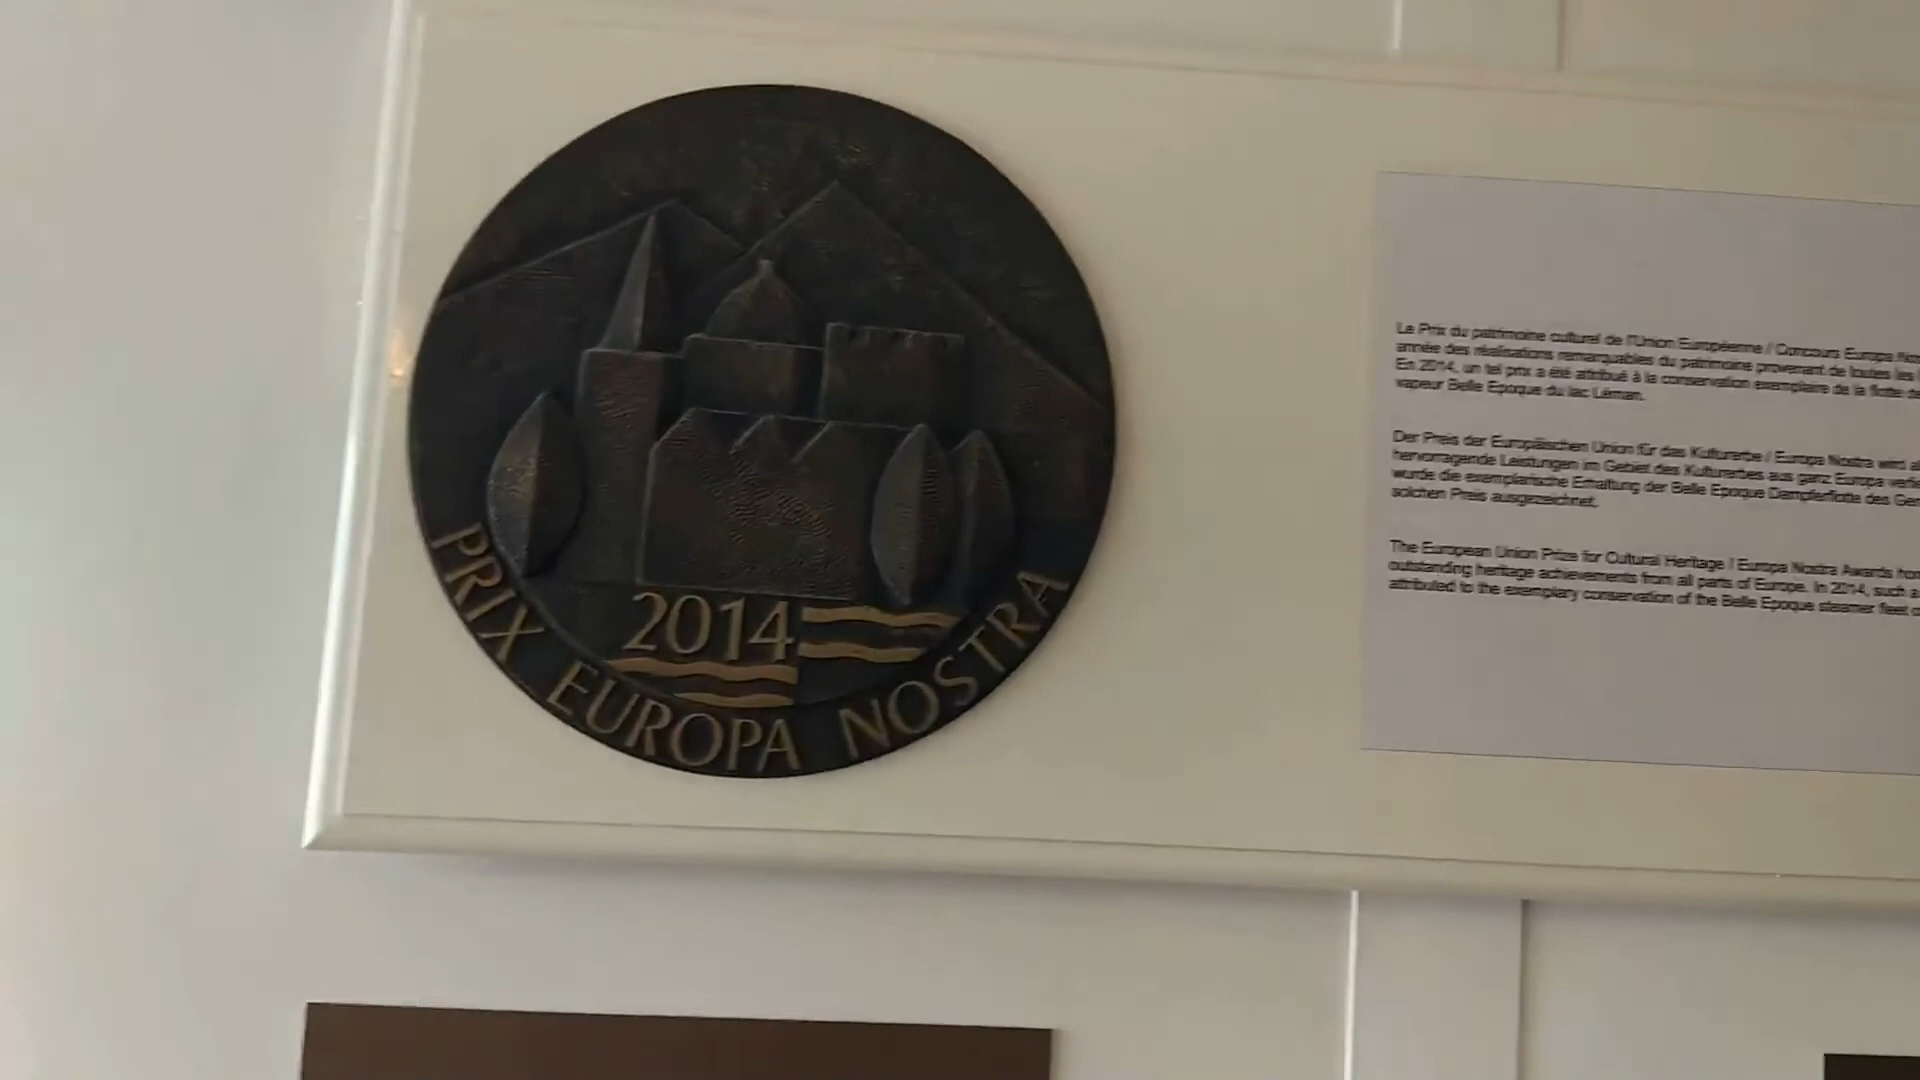 2014
PRIX EUROPA NOSTRA
Le Prix du patrimoine culturel de l'Union Européenne / Concours Europa
année des réalisations remarquables du patrimoine provenant de toutes les
En 2014, un tel prix a été attribué à la conservation exemplaire de la flotte
vapeur Belle Epoque du lac Léman.
Der Preis der Europäischen Union für das Kulturerbe / Europa Nostra wird
hervorragende Leistungen im Gebiet des Kulturerbes aus ganz Europa
wurde die exemplarische Erhaltung der Belle Epoque Dampferflotte des
solchen Preis ausgezeichnet.
The European Union Prize for Cultural Heritage / Europa Nostra Awards
outstanding heritage achievements from all parts of Europe. In 2014, such a
attributed to the exemplary conservation of the Belle Epoque steamer fleet